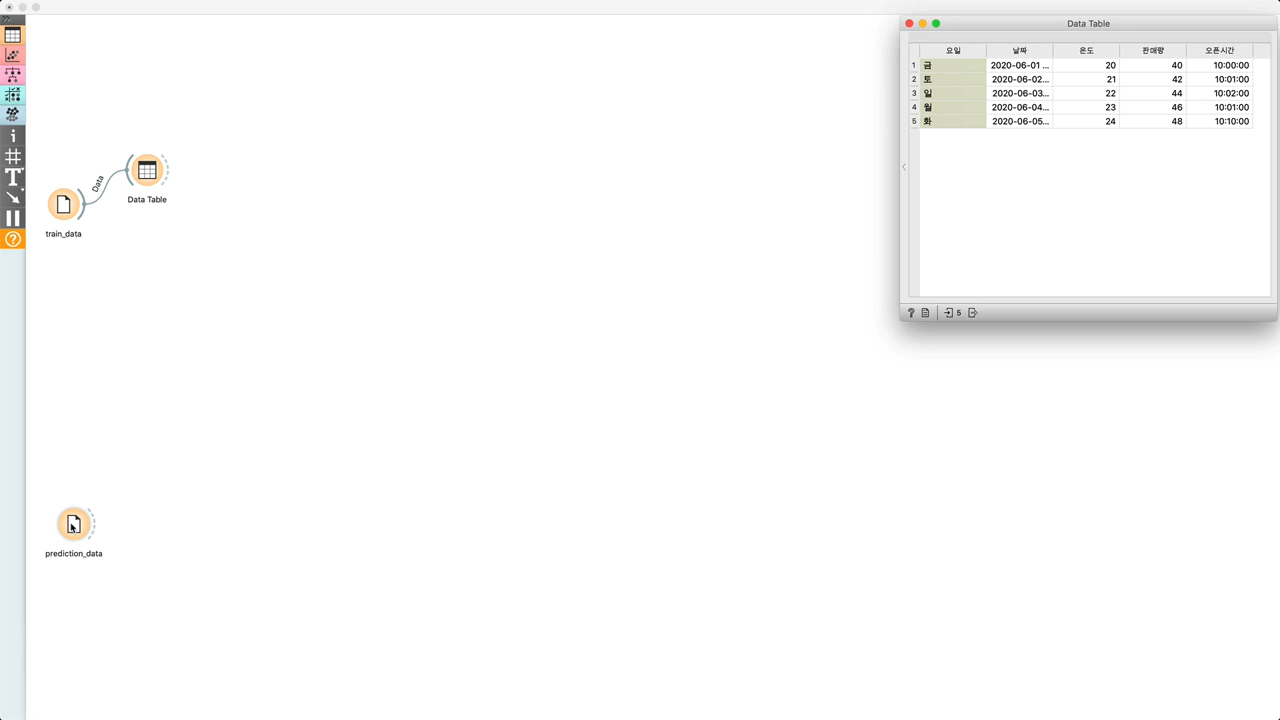 Data Table
요일 날짜 온도 판매량 오픈시간
1 금 2020-06-01 ... 20 40 10:00:00
2 토 2020-06-02... 21 42 10:01:00
3 일 2020-06-03... 22 44 10:02:00
4 월 2020-06-04... 23 46 10:01:00
5 화 2020-06-05... 24 48 10:10:00
5
Data
Data Table
train_data
prediction_data